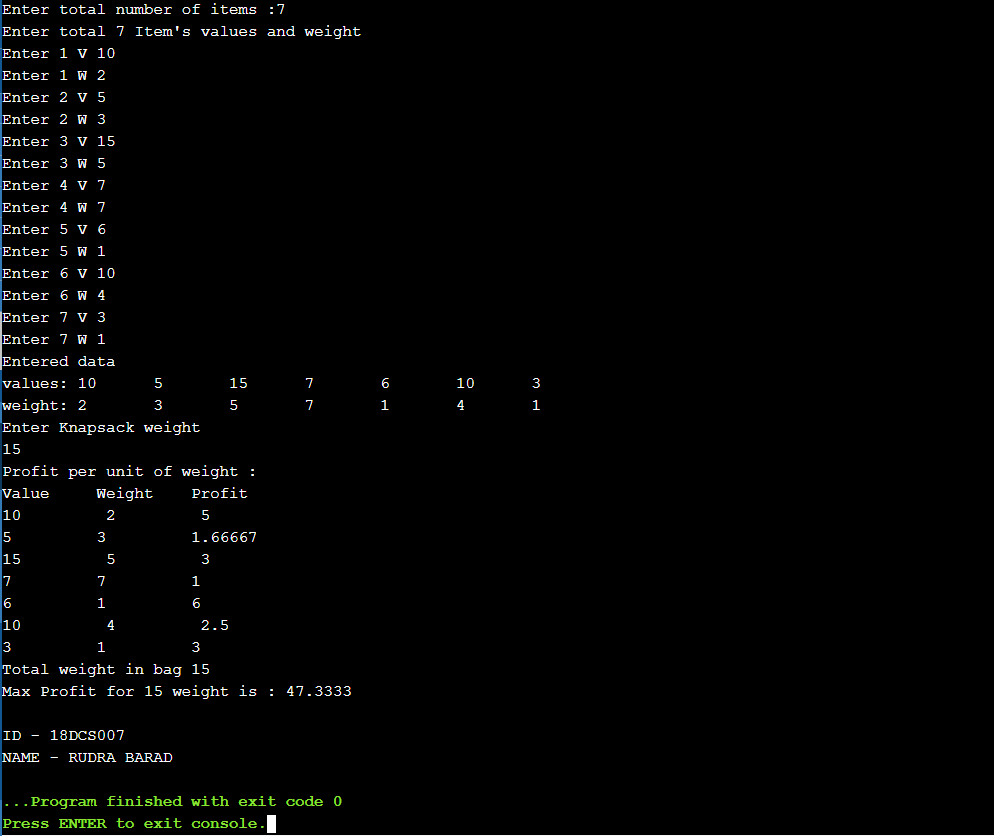 Enter total number of items :7
Enter total 7 Item's values and weight
Enter 1 V 10
Enter 1 W 2
Enter 2 V 5
Enter 2 W 3
Enter 3 V 15
Enter 3 W 5
Enter 4 V 7
Enter 4 W 7
Enter 5 V 6
Enter 5 W 1
Enter 6 V 10
Enter 6 W 4
Enter 7 V 3
Enter 7 W 1
Entered data
values: 10 5 15 7 6 10 3
weight: 2 3 5 7 1 4 1
Enter Knapsack weight
15
Profit per unit of weight :
Value Weight Profit
10 2 5
5 3 1.66667
15 5 3
7 7 1
6 1 6
10 4 2.5
3 1 3
Total weight in bag 15
Max Profit for 15 weight is : 47.3333
ID - 18DCS007
NAME - RUDRA BARAD
...Program finished with exit code 0
Press ENTER to exit console.